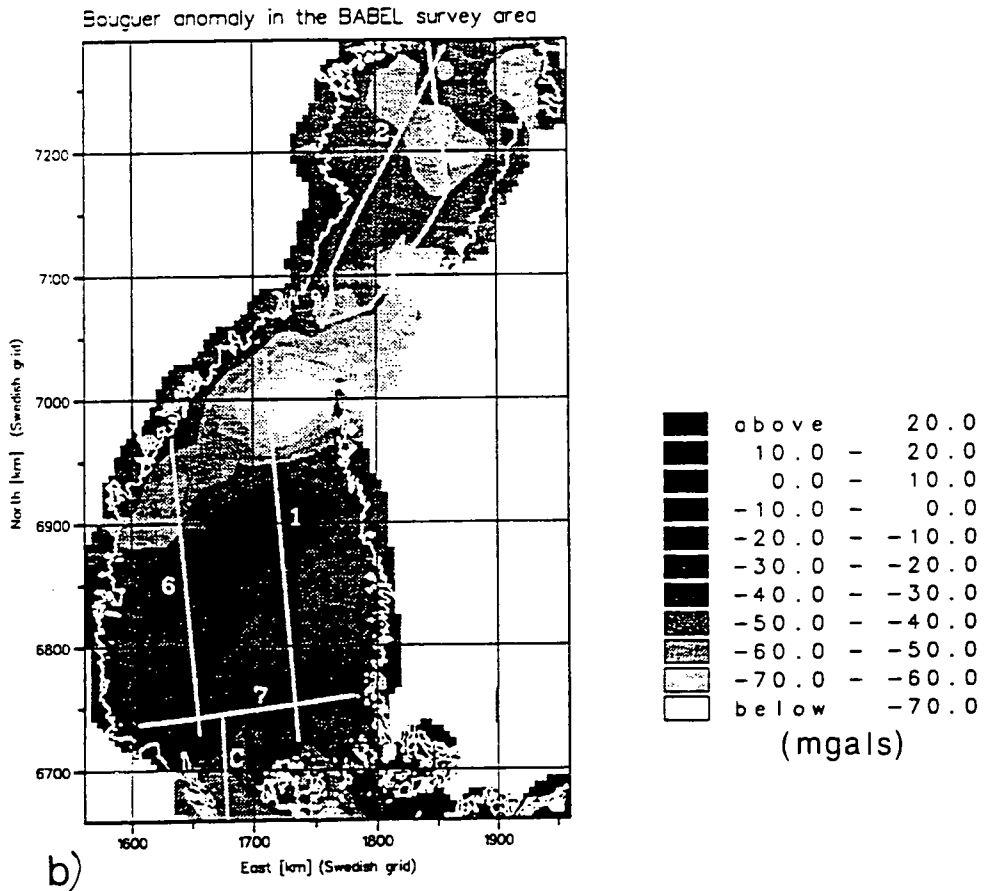 Bouguer anomaly in the BABEL survey area
2
7200
7100
7000
6900
6800
6700
North [km] (Swedish grid)
1
6
7
C
1600
1700
1800
1900
East [km] (Swedish grid)
b)
above 20.0
10.0 - 20.0
0.0 - 10.0
-10.0 - 0.0
-20.0 - -10.0
-30.0 - -20.0
-40.0 - -30.0
-50.0 - -40.0
-60.0 - -50.0
-70.0 - -60.0
below -70.0
(mgals)